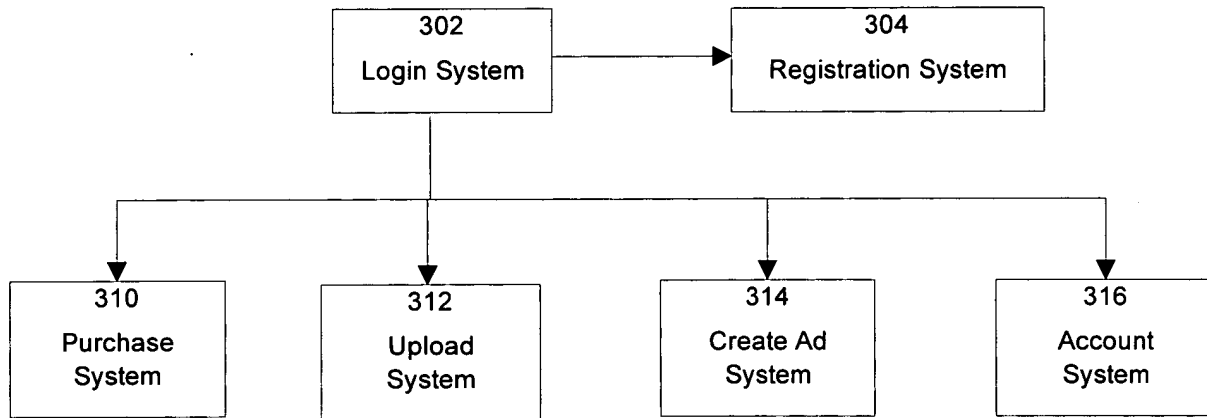 302
Login System
304
Registration System
310
Purchase
System
312
Upload
System
314
Create Ad
System
316
Account
System